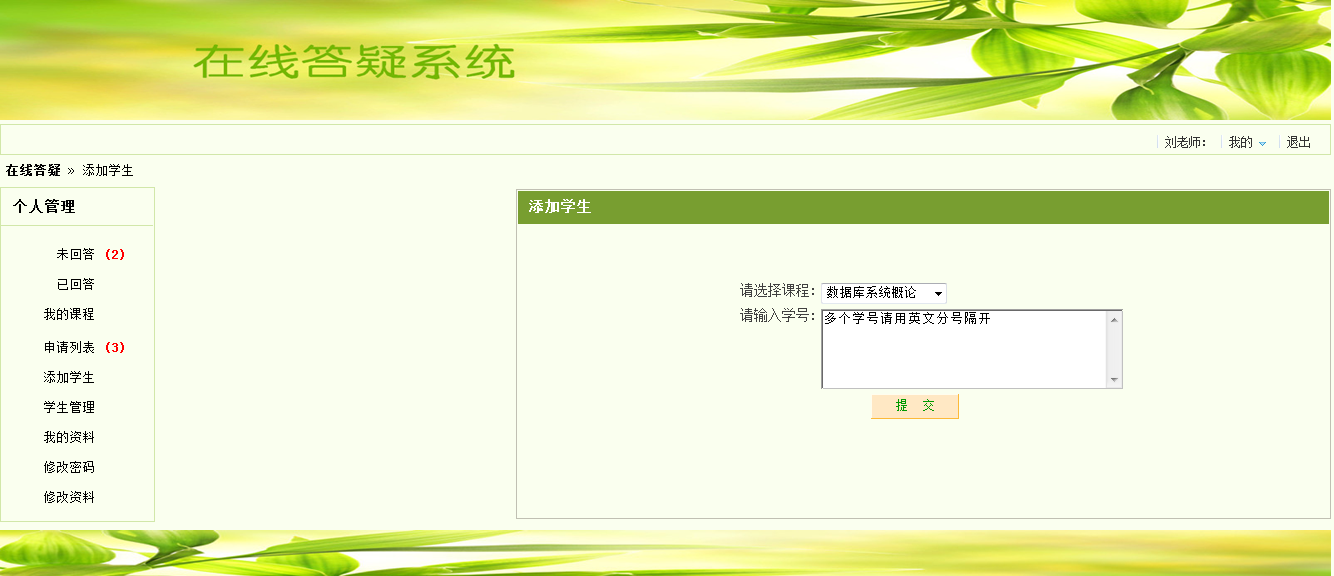 在线答疑系统
刘老师: 我的 退出
在线答疑 » 添加学生
个人管理
未回答 (2)
已回答
我的课程
申请列表 (3)
添加学生
学生管理
我的资料
修改密码
修改资料
添加学生
请选择课程: 数据库系统概论
请输入学号: 多个学号请用英文分号隔开
提 交